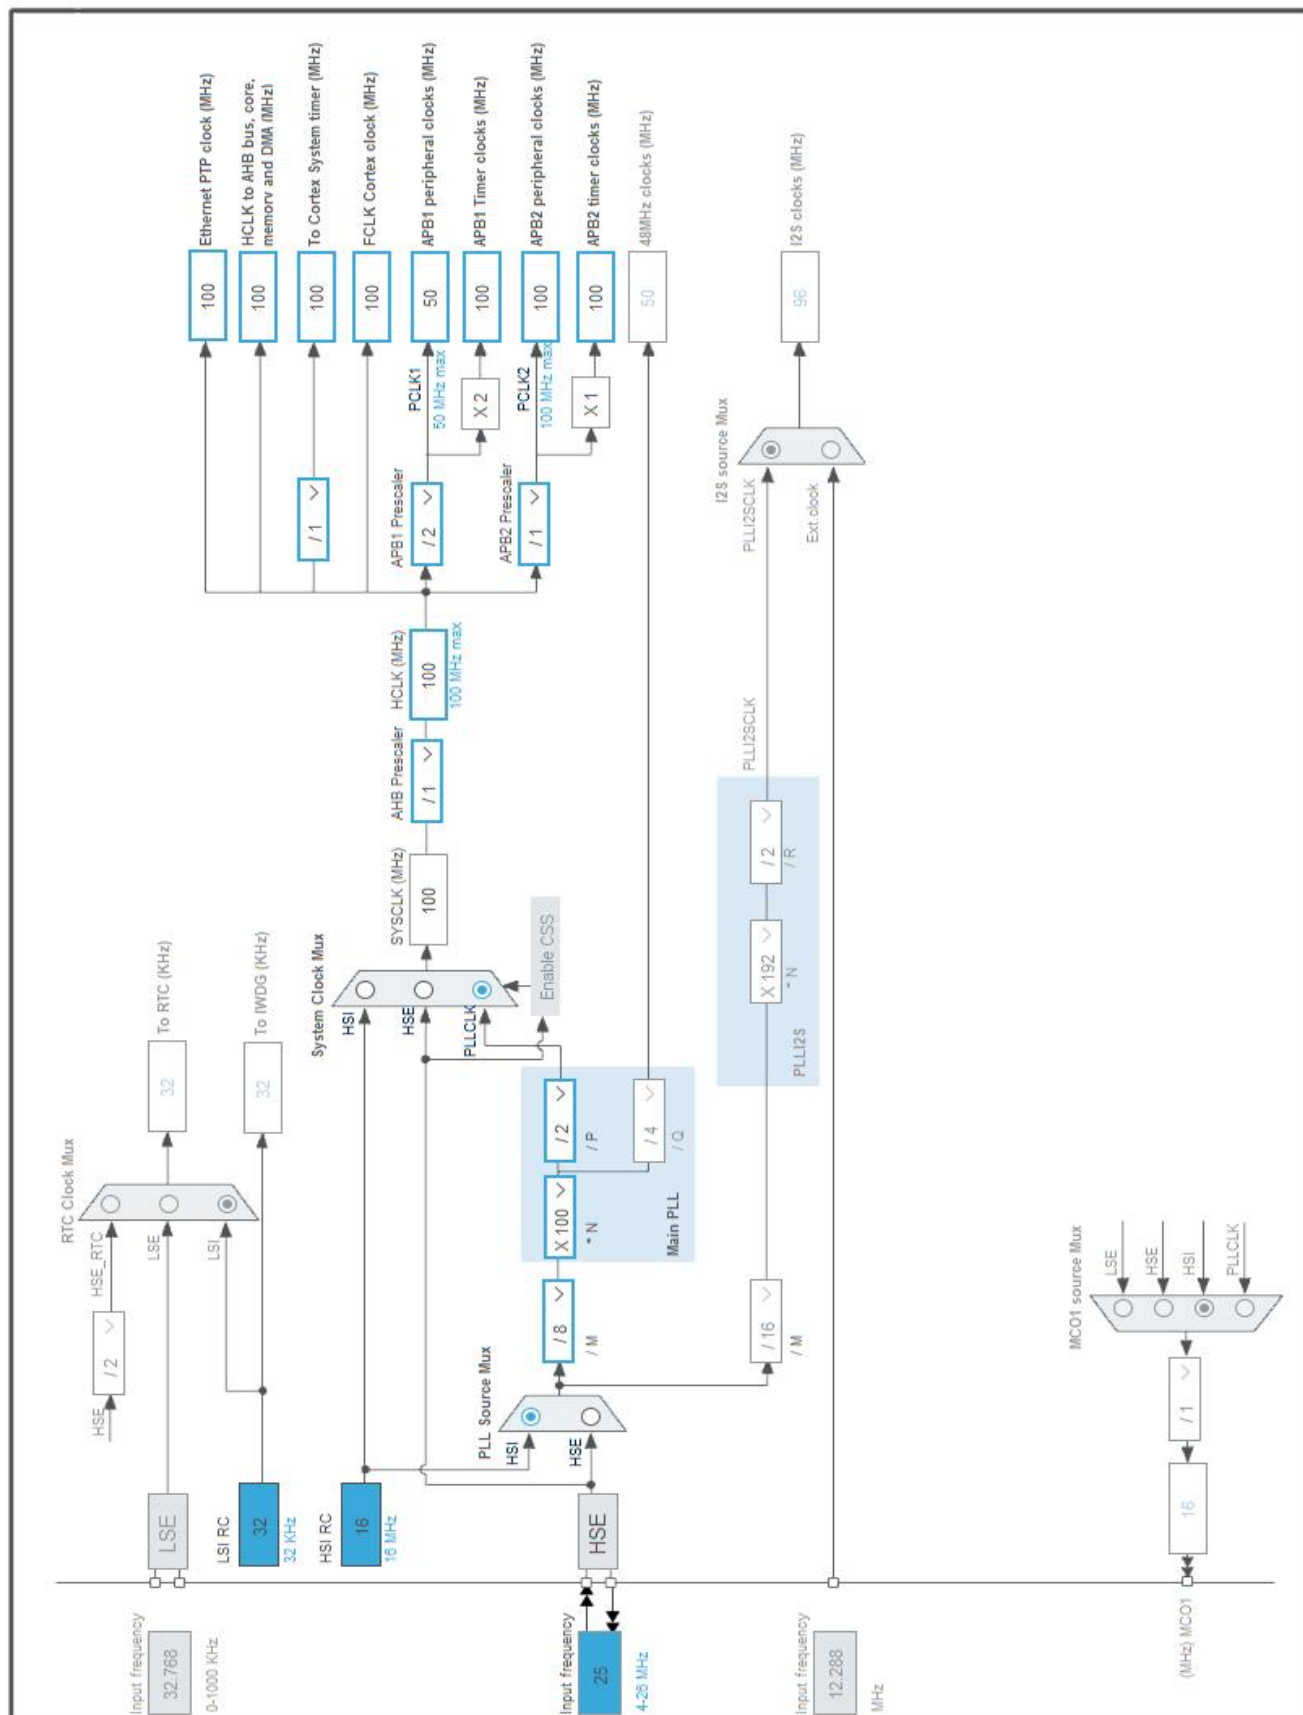 Input frequency
32.768
0-1000 KHz
LSE
LSI RC
32
32 KHz
HSE
/ 2
HSE_RTC
LSE
LSI
RTC Clock Mux
32
To RTC (KHz)
32
To IWDG (KHz)
HSI RC
16
16 MHz
Input frequency
25
4-26 MHz
HSE
PLL Source Mux
HSI
HSE
/ 8
/ M
X 100
* N
/ 2
/ P
/ 4
/ Q
Main PLL
System Clock Mux
HSI
HSE
PLLCLK
Enable CSS
SYSCLK (MHz)
100
AHB Prescaler
/ 1
HCLK (MHz)
100
100 MHz max
100
Ethernet PTP clock (MHz)
100
HCLK to AHB bus, core,
memory and DMA (MHz)
/ 1
100
To Cortex System timer (MHz)
100
FCLK Cortex clock (MHz)
APB1 Prescaler
/ 2
PCLK1
50 MHz max
50
APB1 peripheral clocks (MHz)
X 2
100
APB1 Timer clocks (MHz)
APB2 Prescaler
/ 1
PCLK2
100 MHz max
100
APB2 peripheral clocks (MHz)
X 1
100
APB2 timer clocks (MHz)
50
48MHz clocks (MHz)
/ 16
/ M
X 192
* N
/ 2
/ R
PLLI2S
PLLI2SCLK
PLLI2SCLK
Ext.clock
I2S source Mux
96
I2S clocks (MHz)
Input frequency
12.288
MHz
(MHz) MCO1
16
/ 1
MCO1 source Mux
LSE
HSE
HSI
PLLCLK